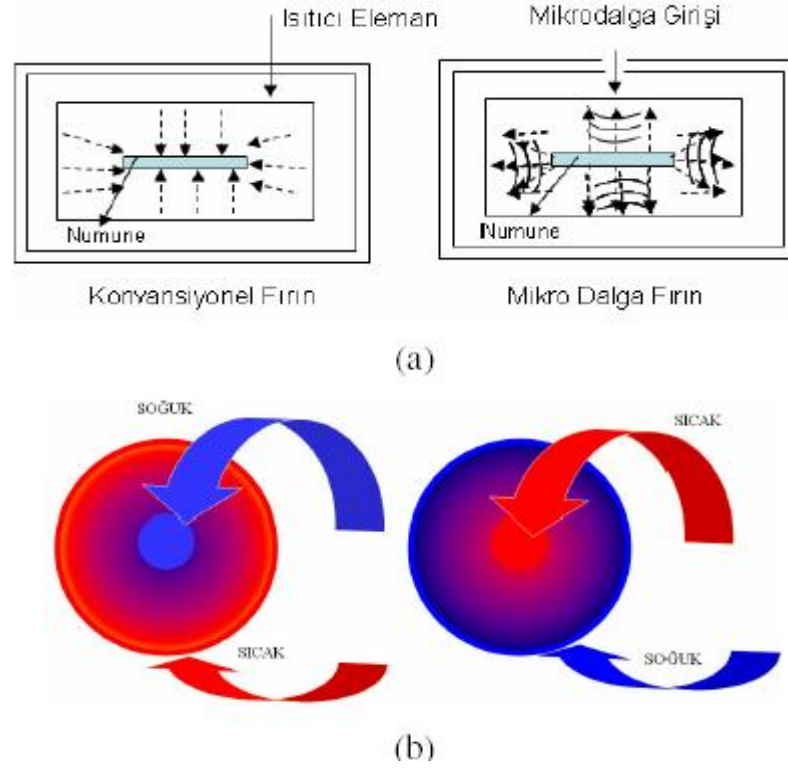 Isıtıcı Eleman
Mikrodalga Girişi
Numune
Numune
Konvansiyonel Fırın
Mikro Dalga Fırın
(a)
SOĞUK
SICAK
SICAK
SOĞUK
(b)